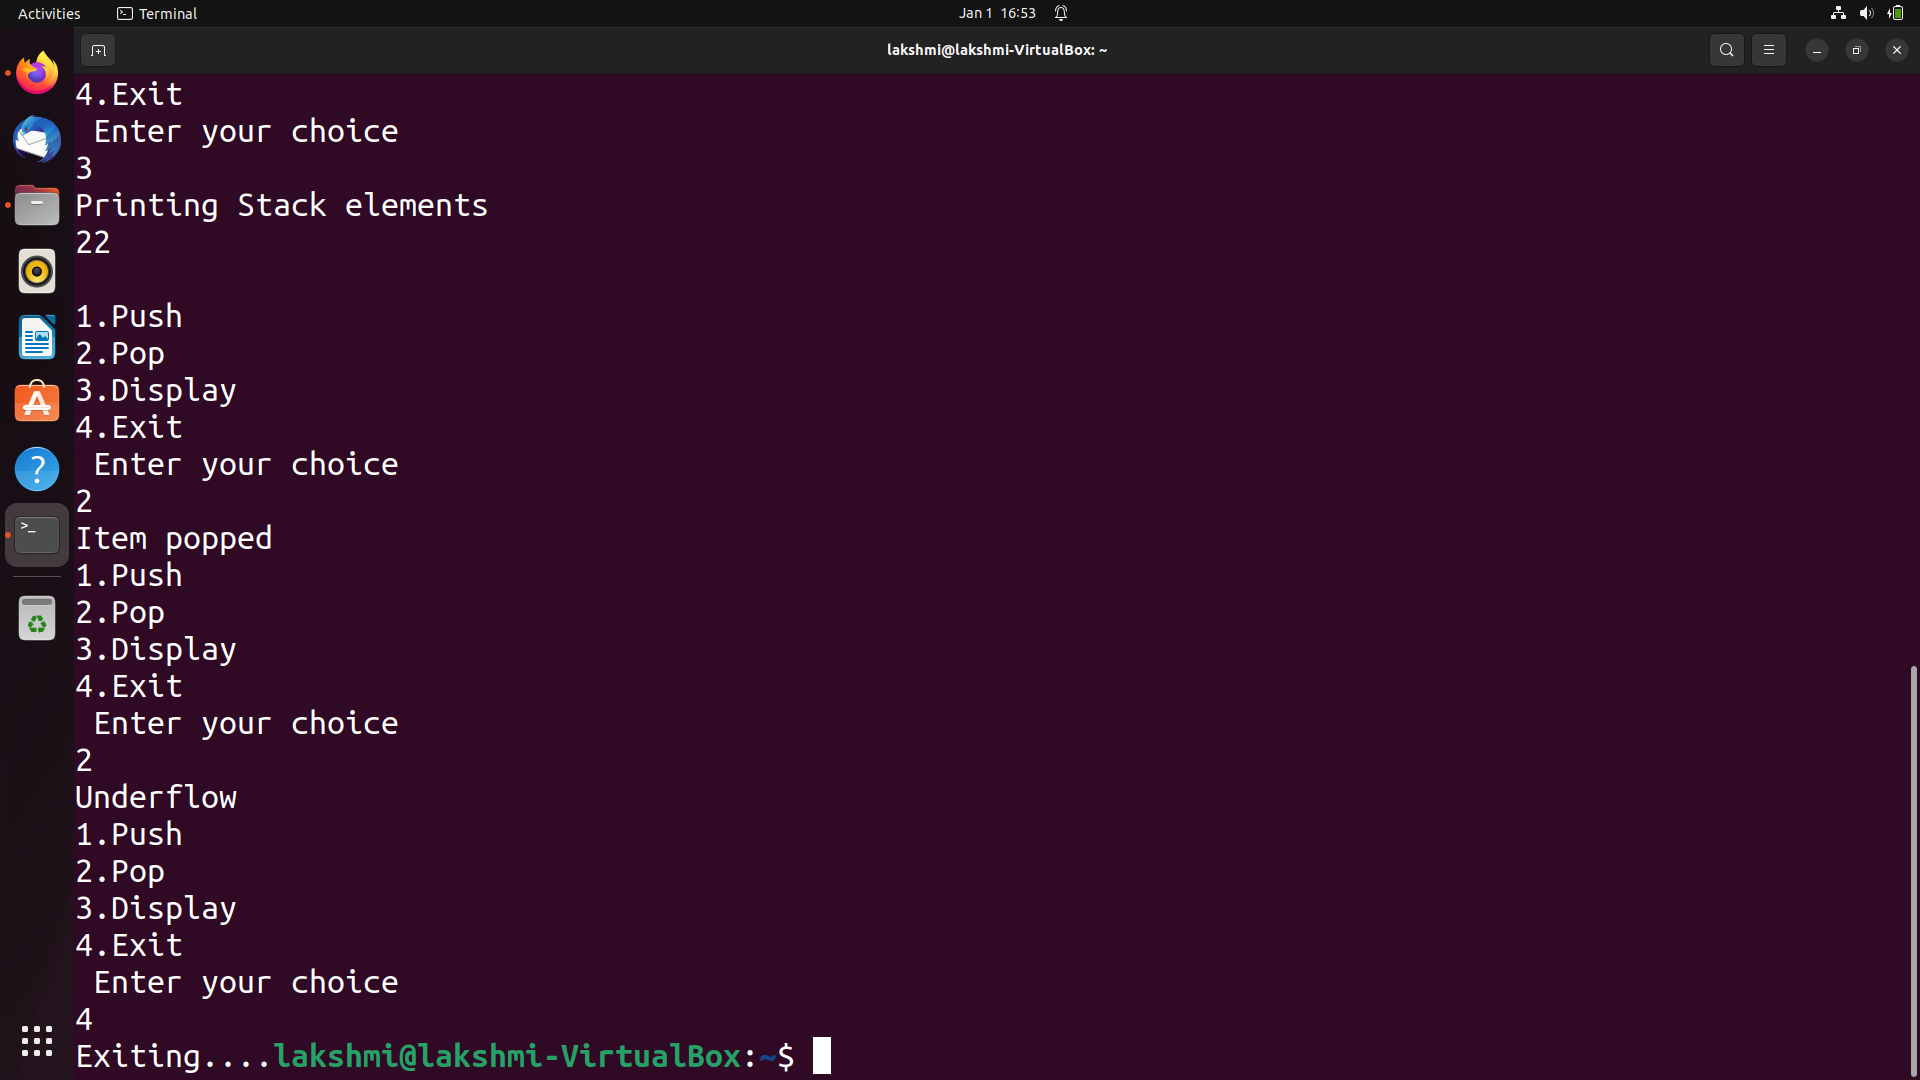 Activities
Terminal
Jan 1 16:53
lakshmi@lakshmi-VirtualBox: ~
4.Exit
 Enter your choice
3
Printing Stack elements
22

1.Push
2.Pop
3.Display
4.Exit
 Enter your choice
2
Item popped
1.Push
2.Pop
3.Display
4.Exit
 Enter your choice
2
Underflow
1.Push
2.Pop
3.Display
4.Exit
 Enter your choice
4
Exiting....lakshmi@lakshmi-VirtualBox:~$